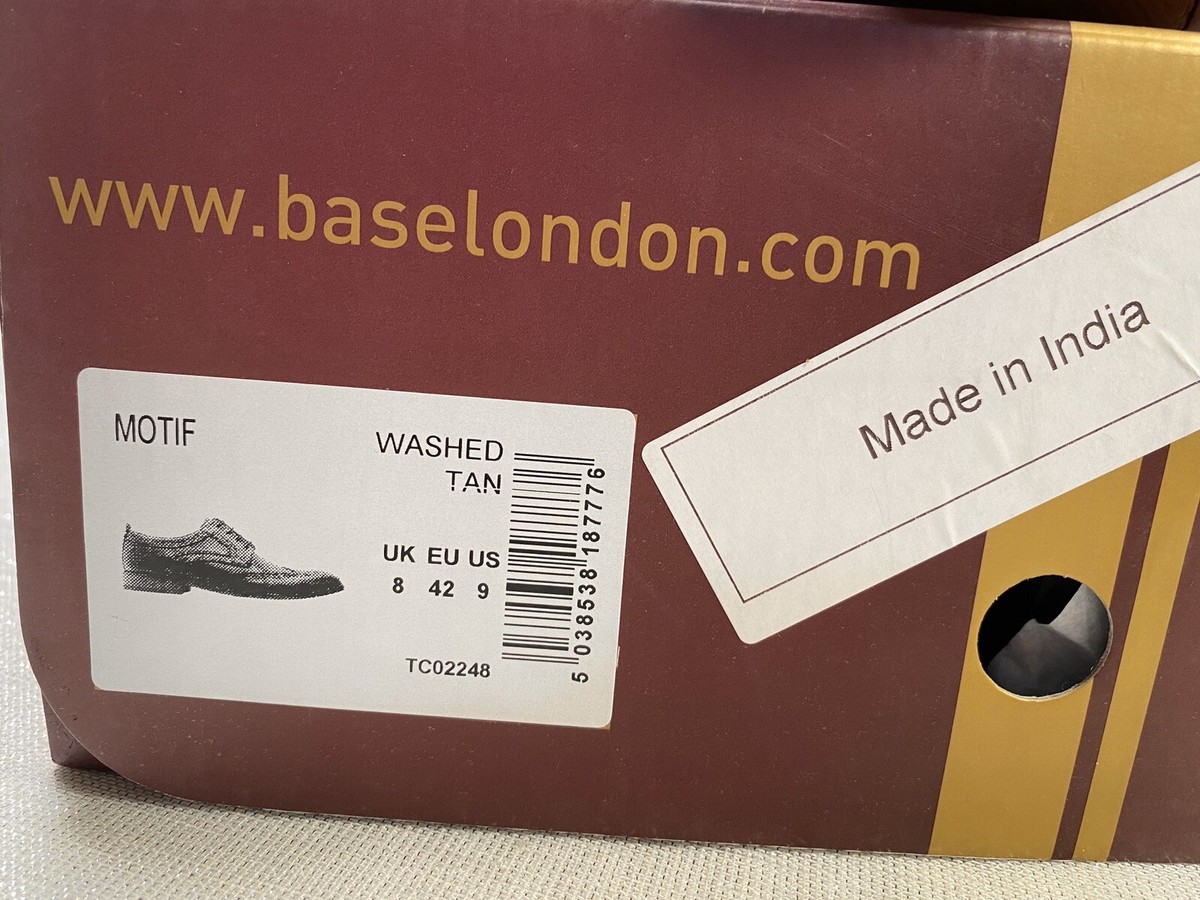 www.baselondon.com
Made in India
MOTIF
WASHED
TAN
UK EU US
8 42 9
TC02248
5 038538 187776